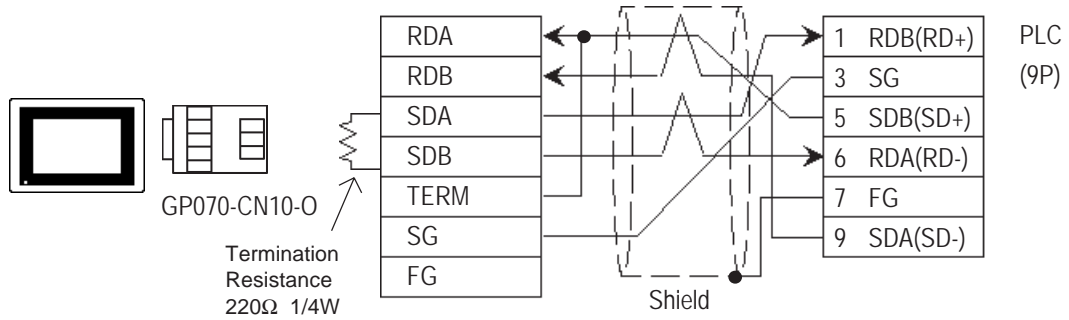 RDA
RDB
SDA
SDB
TERM
SG
FG
1 RDB(RD+)
3 SG
5 SDB(SD+)
6 RDA(RD-)
7 FG
9 SDA(SD-)
PLC
(9P)
GP070-CN10-O
Termination
Resistance
220Ω 1/4W
Shield